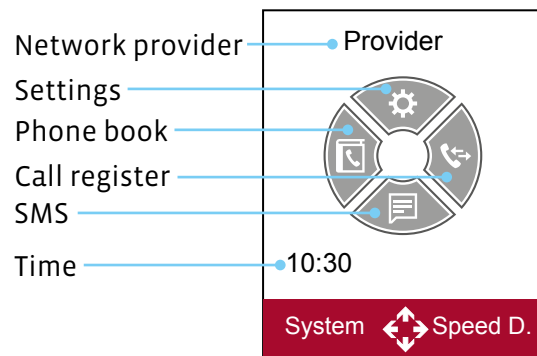 Network provider Provider
Settings
Phone book
Call register
SMS
Time 10:30
System Speed D.